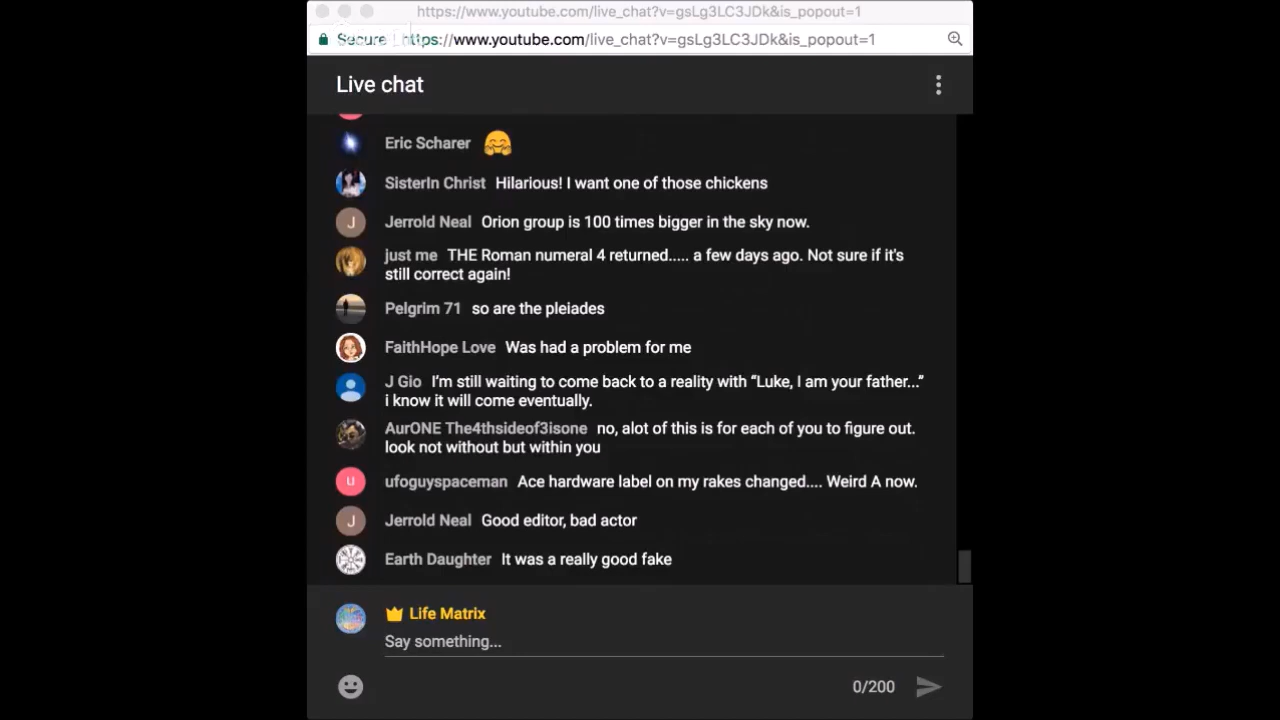 https://www.youtube.com/live_chat?v=gsLg3LC3JDk&is_popout=1
Secure https://www.youtube.com/live_chat?v=gsLg3LC3JDk&is_popout=1
Live chat
Eric Scharer
SisterIn Christ Hilarious! I want one of those chickens
J Jerrold Neal Orion group is 100 times bigger in the sky now.
just me THE Roman numeral 4 returned..... a few days ago. Not sure if it's
still correct again!
Pelgrim 71 so are the pleiades
FaithHope Love Was had a problem for me
J Gio I’m still waiting to come back to a reality with “Luke, I am your father...”
i know it will come eventually.
AurONE The4thsideof3isone no, alot of this is for each of you to figure out.
look not without but within you
U ufoguyspaceman Ace hardware label on my rakes changed.... Weird A now.
J Jerrold Neal Good editor, bad actor
Earth Daughter It was a really good fake
Life Matrix
Say something...
0/200